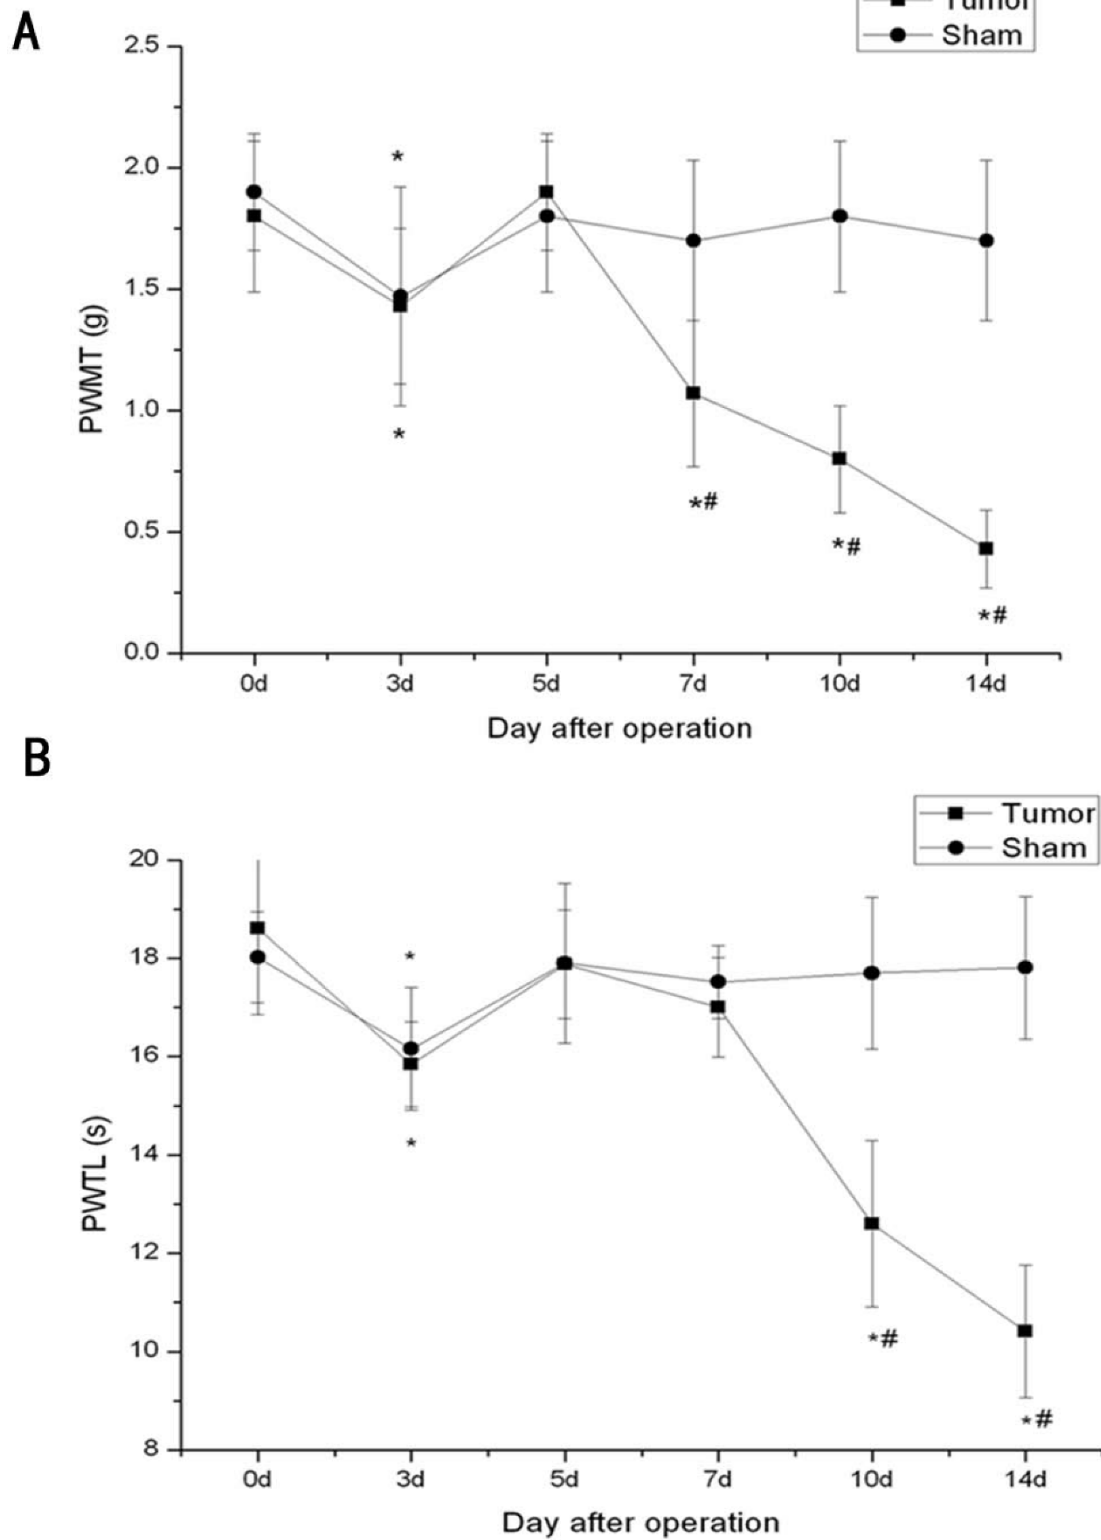 A
Tumor
Sham
2.5
2.0
1.5
1.0
0.5
0.0
PWMT (g)
*
*
*#
*#
*#
0d 3d 5d 7d 10d 14d
Day after operation
B
Tumor
Sham
20
18
16
14
12
10
8
PWTL (s)
*
*
*#
*#
0d 3d 5d 7d 10d 14d
Day after operation